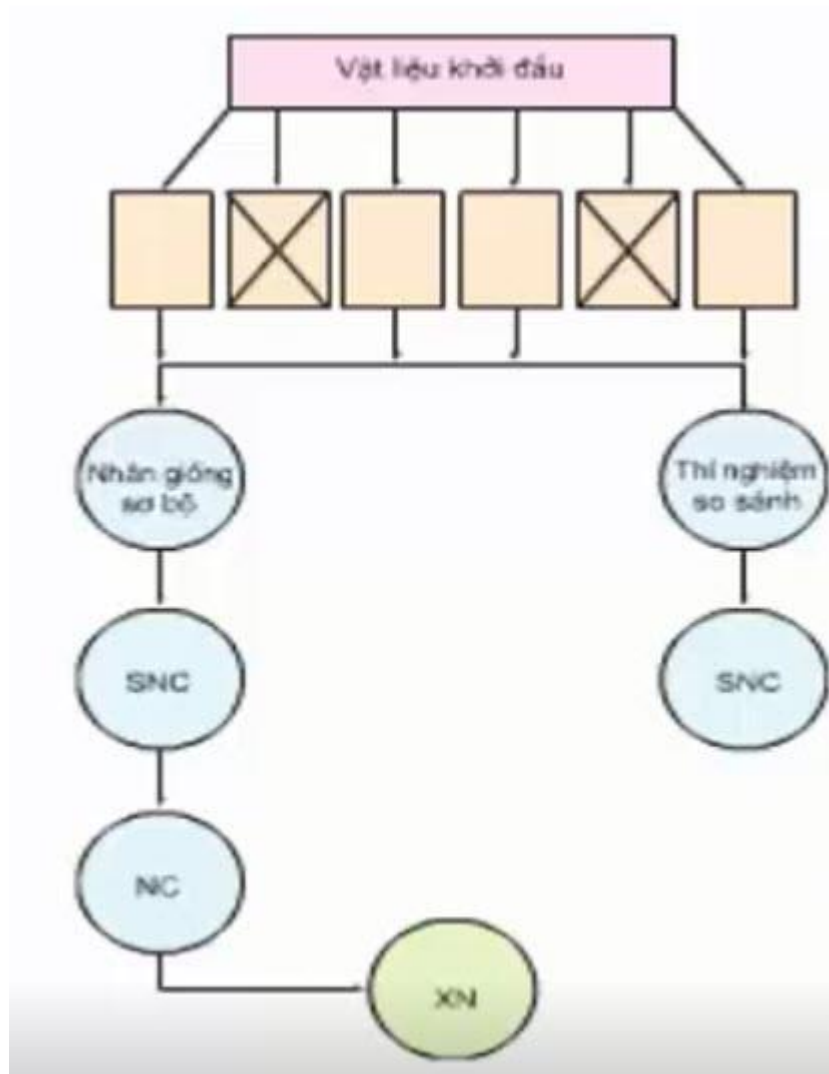 Vật liệu khởi đầu
Nhân giống
sơ bộ
Thí nghiệm
so sánh
SNC
SNC
NC
XN